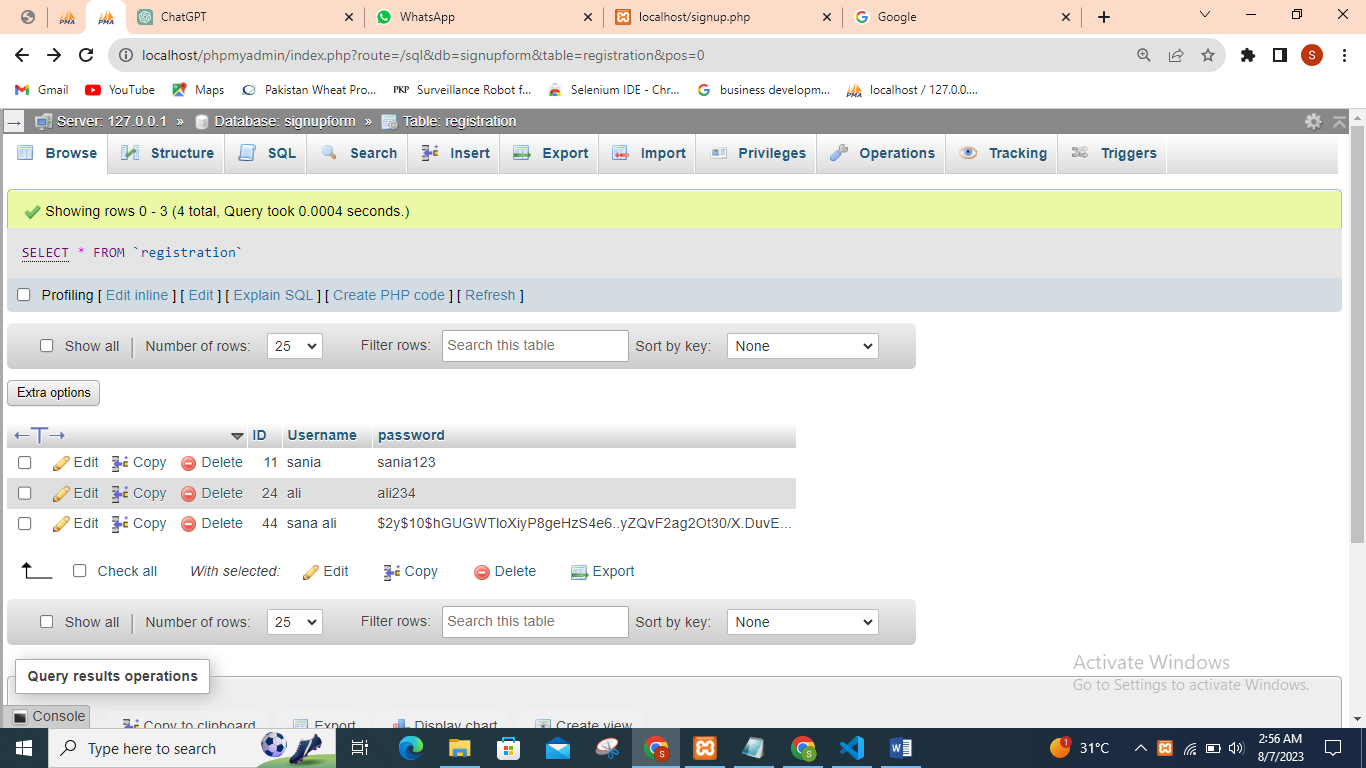 ChatGPT WhatsApp localhost/signup.php Google
localhost/phpmyadmin/index.php?route=/sql&db=signupform&table=registration&pos=0 S
Gmail YouTube Maps Pakistan Wheat Pro... PKP Surveillance Robot f... Selenium IDE - Chr... business developm... localhost / 127.0.0....
Server: 127.0.0.1 » Database: signupform » Table: registration
Browse Structure SQL Search Insert Export Import Privileges Operations Tracking Triggers
Showing rows 0 - 3 (4 total, Query took 0.0004 seconds.)
SELECT * FROM `registration`
Profiling [ Edit inline ] [ Edit ] [ Explain SQL ] [ Create PHP code ] [ Refresh ]
Show all | Number of rows: 25 Filter rows: Search this table Sort by key: None
Extra options
←T→ ID Username password
Edit Copy Delete 11 sania sania123
Edit Copy Delete 24 ali ali234
Edit Copy Delete 44 sana ali $2y$10$hGUGWTIoXiyP8geHzS4e6..yZQvF2ag2Ot30/X.DuvE...
Check all With selected: Edit Copy Delete Export
Show all | Number of rows: 25 Filter rows: Search this table Sort by key: None
Activate Windows
Go to Settings to activate Windows.
Query results operations
Console
Copy to clipboard Export Display chart Create view
Type here to search 1 31°C 2:56 AM
8/7/2023